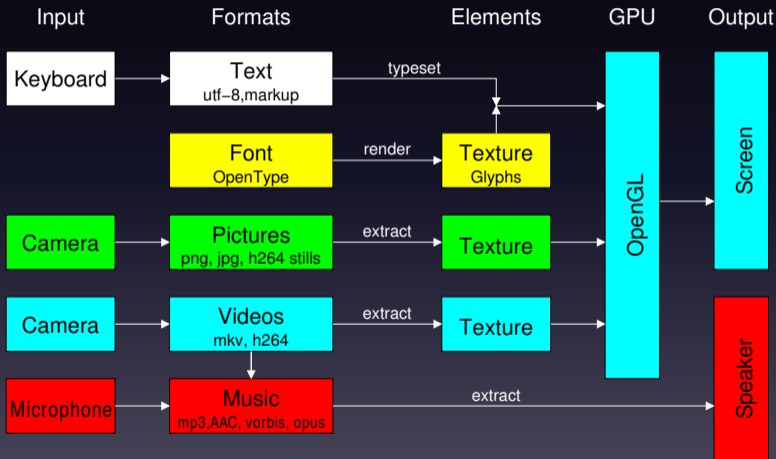 Input Formats Elements GPU Output
Keyboard
Text
utf−8,markup
typeset
Font
OpenType
render
Texture
Glyphs
Camera
Pictures
png, jpg, h264 stills
extract
Texture
Camera
Videos
mkv, h264
extract
Texture
OpenGL
Screen
Microphone
Music
mp3,AAC, vorbis, opus
extract
Speaker